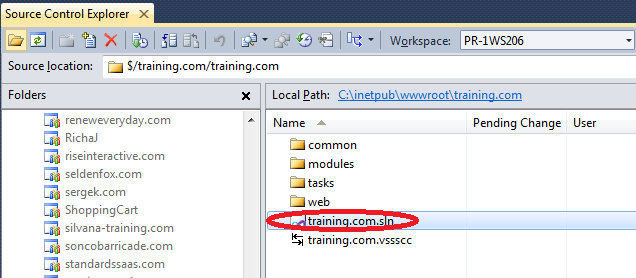 Source Control Explorer
Workspace: PR-1WS206
Source Location: $/training.com/training.com
Folders
Local Path: C:\inetpub\wwwroot\training.com
Name Pending Change User
reneweveryday.com
RichaJ
riseinteractive.com
seldenfox.com
sergek.com
ShoppingCart
silvana-training.com
soncobarricade.com
standardssaas.com
common
modules
tasks
web
training.com.sln
training.com.vssscc